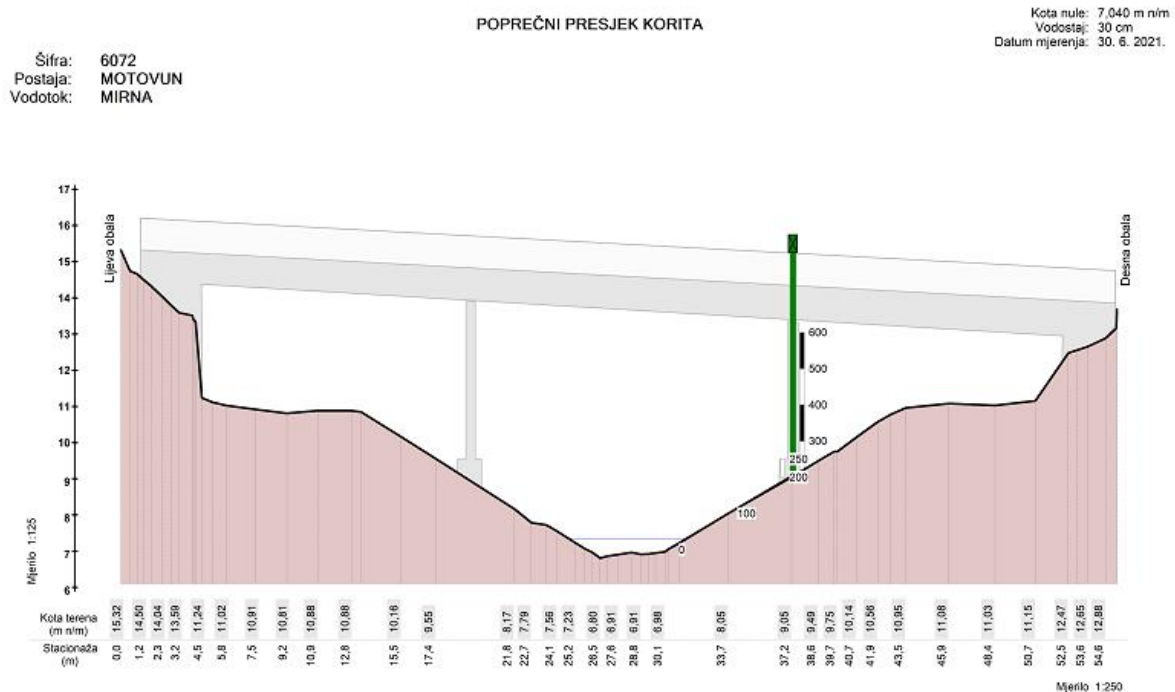 POPREČNI PRESJEK KORITA
Kota nule: 7,040 m n/m
Vodostaj: 30 cm
Datum mjerenja: 30. 6. 2021.
Šifra: 6072
Postaja: MOTOVUN
Vodotok: MIRNA
17
16
15
14
13
12
11
10
9
8
7
6
Lijeva obala
Desna obala
600
500
400
300
250
200
100
0
Mjerilo 1:125
Kota terena
(m n/m)
15,32 14,50 14,04 13,59 11,24 11,02 10,91 10,81 10,88 10,88 10,16 9,55 8,17 7,79 7,56 7,23 6,80 6,91 6,91 6,98 8,05 9,05 9,49 9,75 10,14 10,56 10,95 11,08 11,03 11,15 12,47 12,65 12,88
Stacionaža
(m)
0,0 1,2 2,3 3,2 4,5 5,8 7,5 9,2 10,9 12,8 15,5 17,4 21,8 22,7 24,1 25,2 26,5 27,6 28,8 30,1 33,7 37,2 38,6 39,7 40,7 41,9 43,5 45,9 48,4 50,7 52,5 53,6 54,6
Mjerilo 1:250